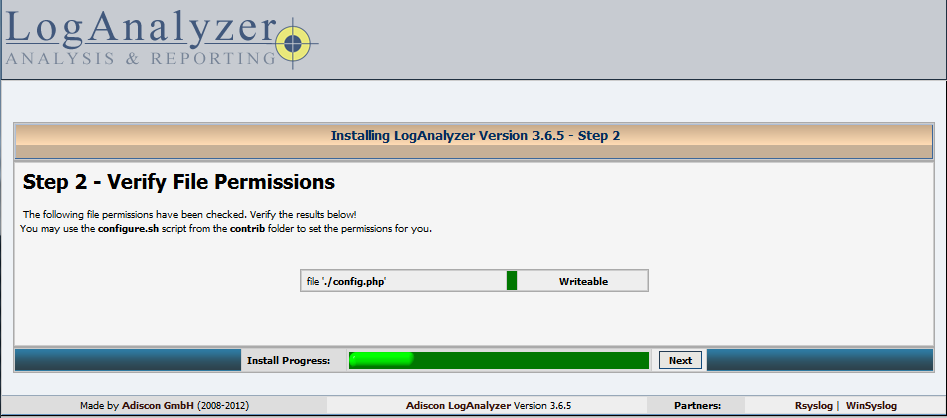 LogAnalyzer
ANALYSIS & REPORTING
Installing LogAnalyzer Version 3.6.5 - Step 2
Step 2 - Verify File Permissions
The following file permissions have been checked. Verify the results below!
You may use the configure.sh script from the contrib folder to set the permissions for you.
file './config.php' Writeable
Install Progress: Next
Made by Adiscon GmbH (2008-2012) Adiscon LogAnalyzer Version 3.6.5 Partners: Rsyslog | WinSyslog